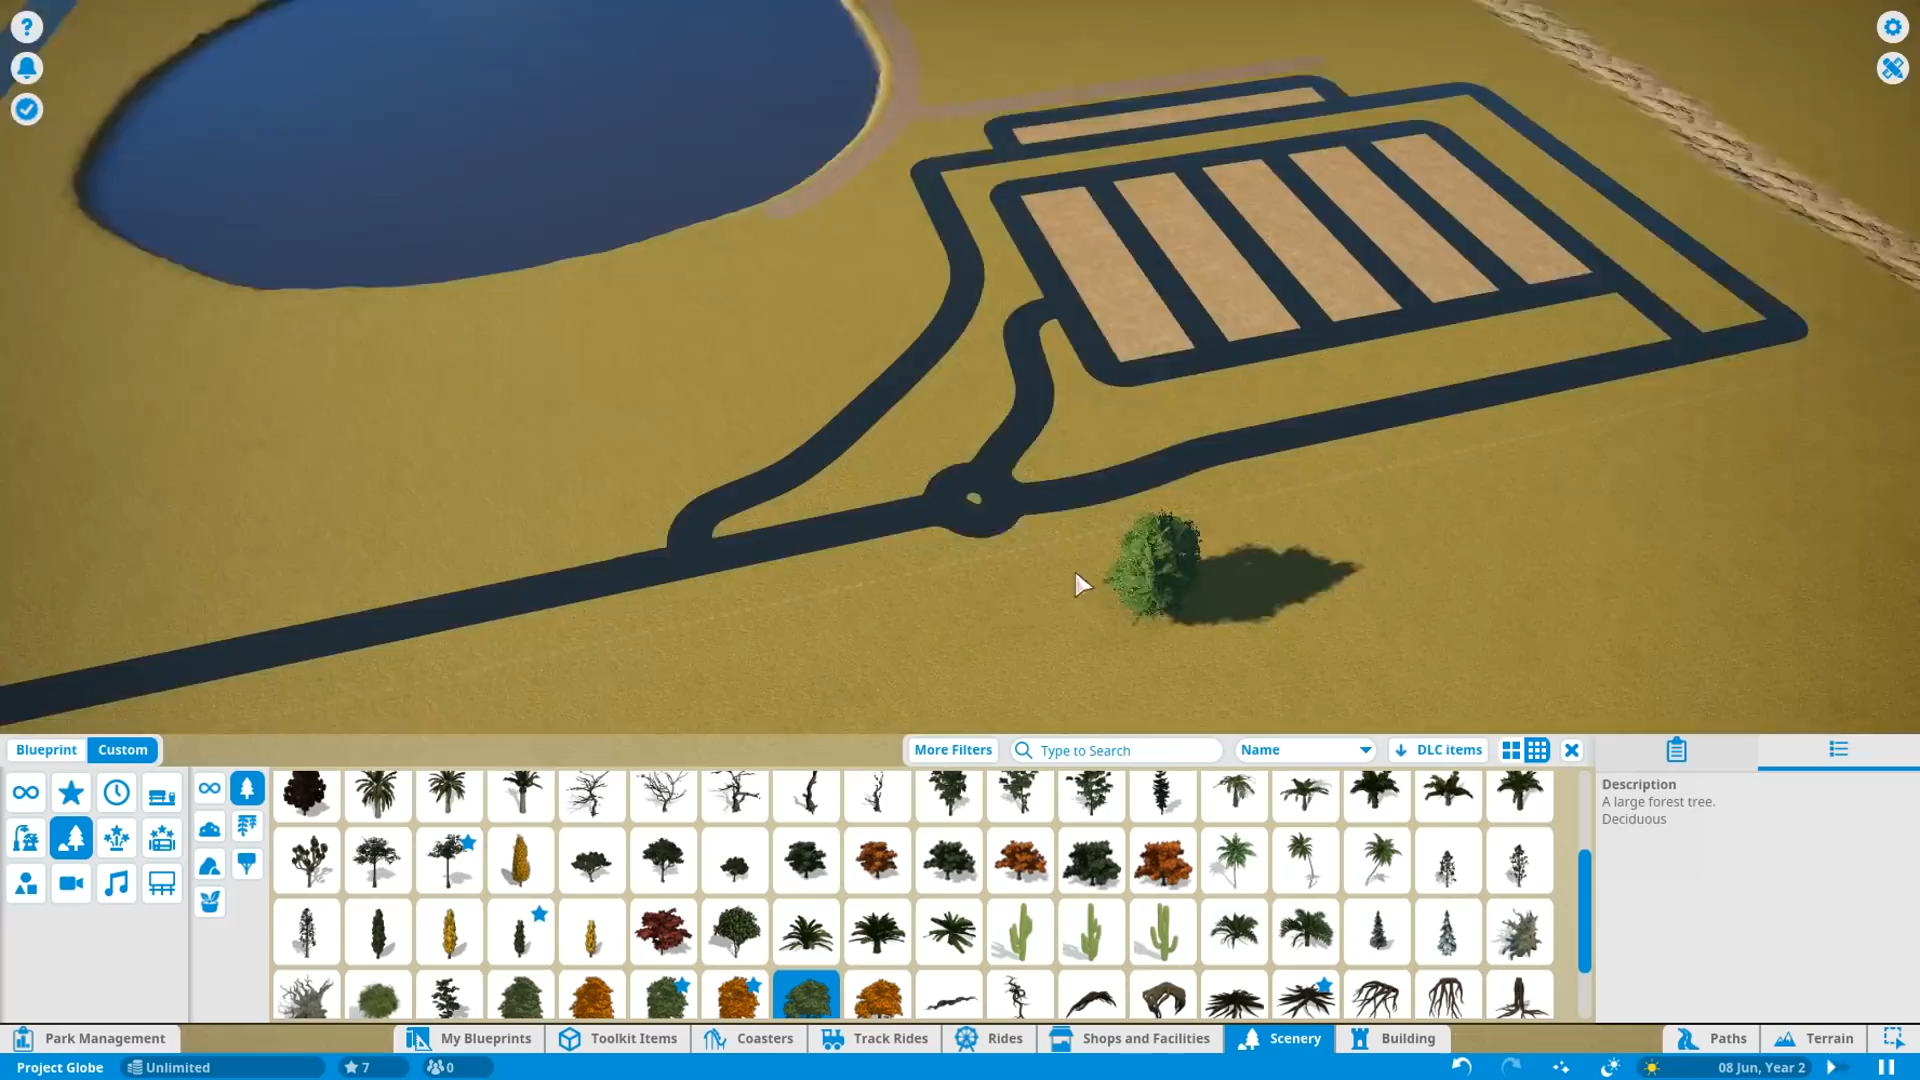 Blueprint
Custom
More Filters
Type to Search
Name
DLC items
Description
A large forest tree.
Deciduous
Park Management
My Blueprints
Toolkit Items
Coasters
Track Rides
Rides
Shops and Facilities
Scenery
Building
Paths
Terrain
Project Globe
Unlimited
7
0
08 Jun, Year 2